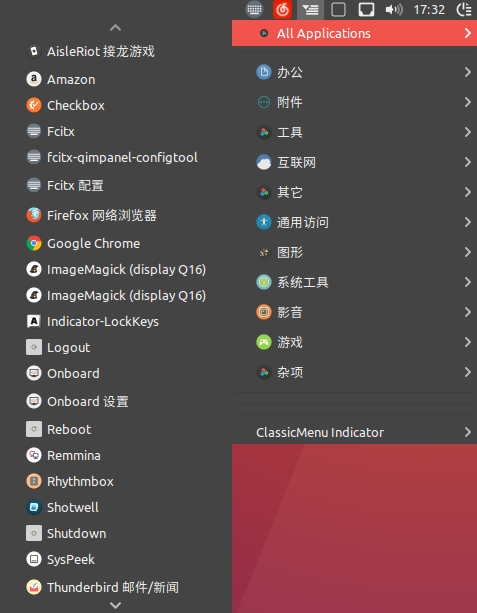 17:32
All Applications
办公
附件
工具
互联网
其它
通用访问
图形
系统工具
影音
游戏
杂项
ClassicMenu Indicator
AisleRiot 接龙游戏
Amazon
Checkbox
Fcitx
fcitx-qimpanel-configtool
Fcitx 配置
Firefox 网络浏览器
Google Chrome
ImageMagick (display Q16)
ImageMagick (display Q16)
Indicator-LockKeys
Logout
Onboard
Onboard 设置
Reboot
Remmina
Rhythmbox
Shotwell
Shutdown
SysPeek
Thunderbird 邮件/新闻